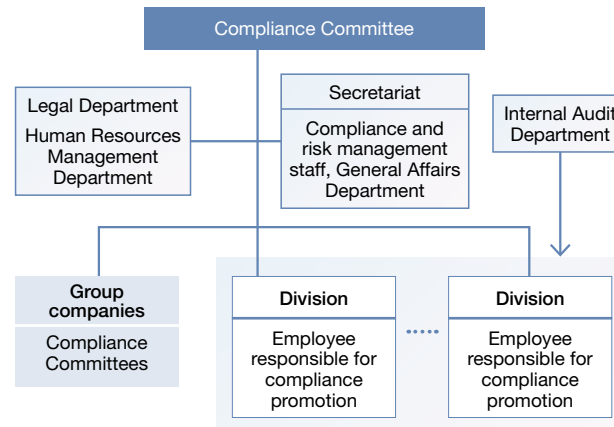 Compliance Committee
Legal Department
Human Resources
Management
Department
Secretariat
Compliance and
risk management
staff, General Affairs
Department
Internal Audit
Department
Group
companies
Compliance
Committees
Division
Employee
responsible for
compliance
promotion
Division
Employee
responsible for
compliance
promotion